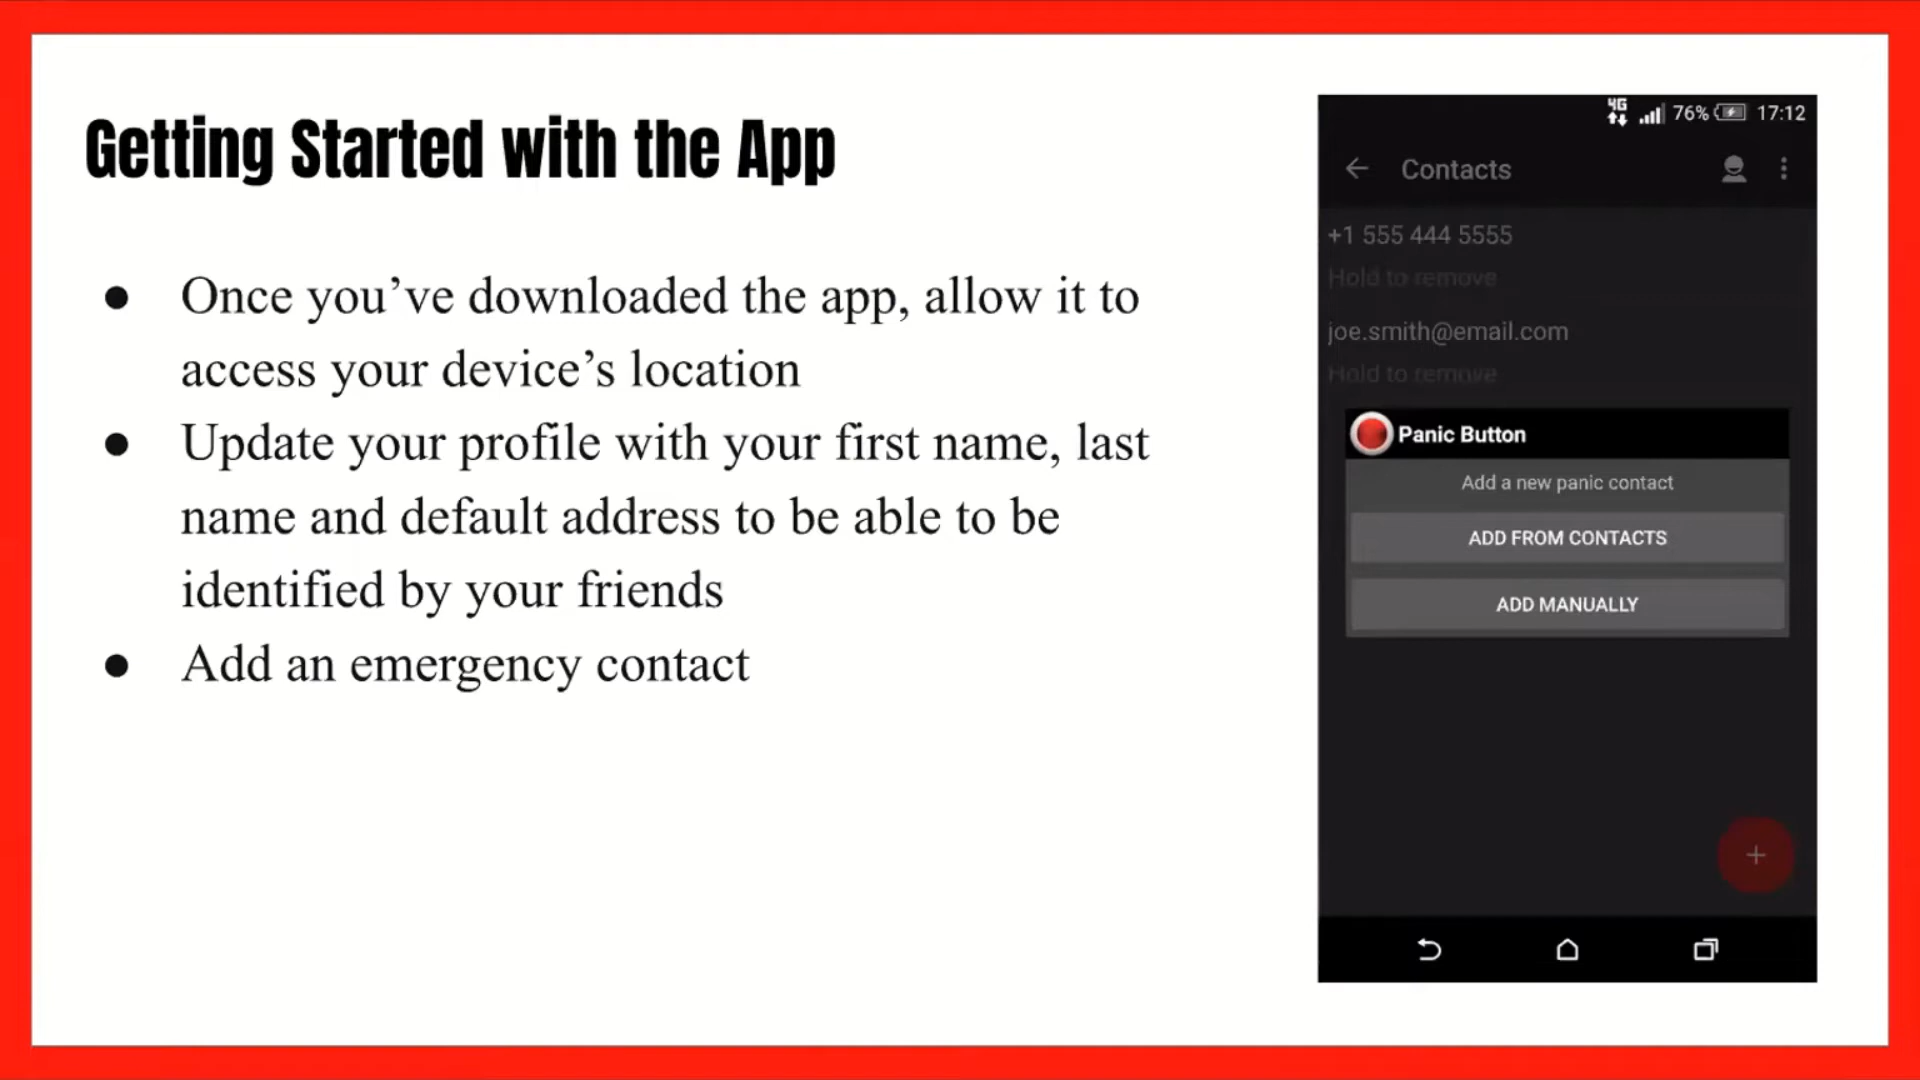 Getting Started with the App
● Once you’ve downloaded the app, allow it to
access your device’s location
● Update your profile with your first name, last
name and default address to be able to be
identified by your friends
● Add an emergency contact
4G 76% 17:12
Contacts
+1 555 444 5555
Hold to remove
joe.smith@email.com
Hold to remove
Panic Button
Add a new panic contact
ADD FROM CONTACTS
ADD MANUALLY
+